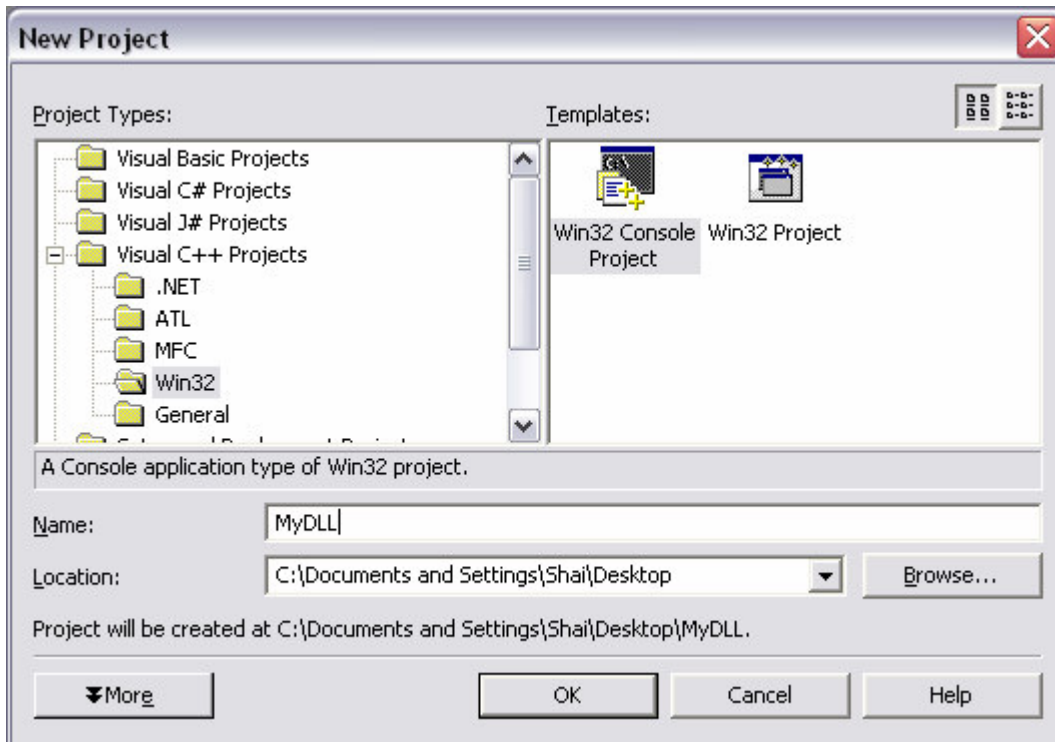 New Project
Project Types:
Templates:
Visual Basic Projects
Visual C# Projects
Visual J# Projects
Visual C++ Projects
.NET
ATL
MFC
Win32
General
Win32 Console
Project
Win32 Project
A Console application type of Win32 project.
Name:
MyDLL
Location:
C:\Documents and Settings\Shai\Desktop
Browse...
Project will be created at C:\Documents and Settings\Shai\Desktop\MyDLL.
More
OK
Cancel
Help